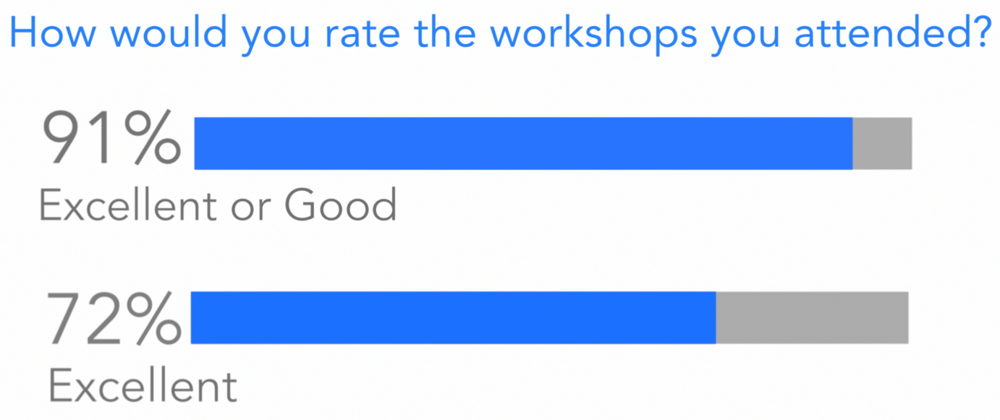 How would you rate the workshops you attended?
91%
Excellent or Good
72%
Excellent